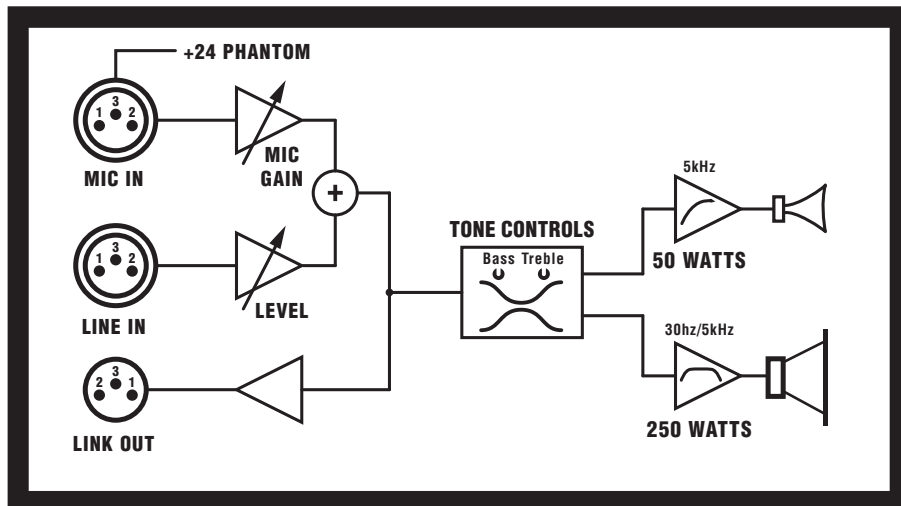 +24 PHANTOM
3
1 2
MIC IN
MIC
GAIN
+
3
1 2
LINE IN
LEVEL
3
2 1
LINK OUT
TONE CONTROLS
Bass Treble
5kHz
50 WATTS
30hz/5kHz
250 WATTS